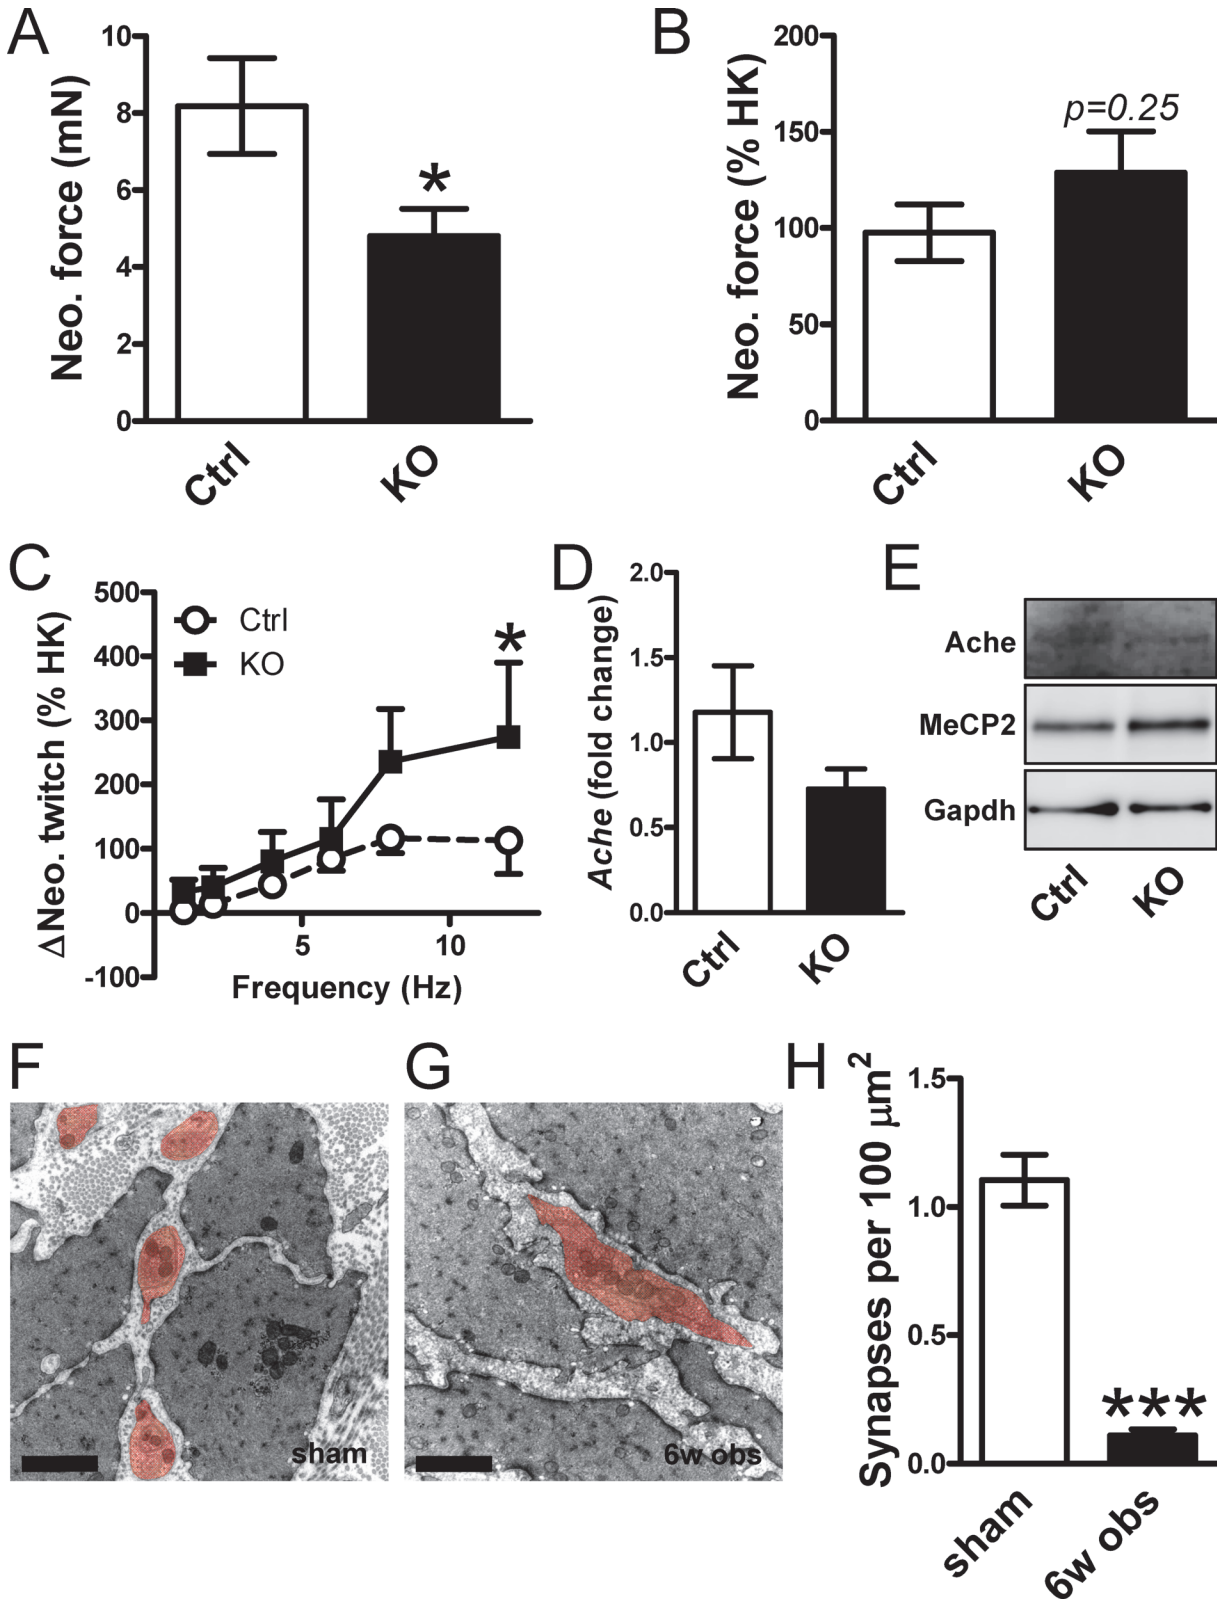 A
Neo. force (mN)
10
8
6
4
2
0
*
Ctrl
KO
B
Neo. force (% HK)
200
150
100
50
0
p=0.25
Ctrl
KO
C
ΔNeo. twitch (% HK)
500
400
300
200
100
0
-100
Ctrl
KO
*
5
10
Frequency (Hz)
D
Ache (fold change)
2.0
1.5
1.0
0.5
0.0
Ctrl
KO
E
Ache
MeCP2
Gapdh
Ctrl
KO
F
sham
G
6w obs
H
Synapses per 100 µm²
1.5
1.0
0.5
0.0
***
sham
6w obs